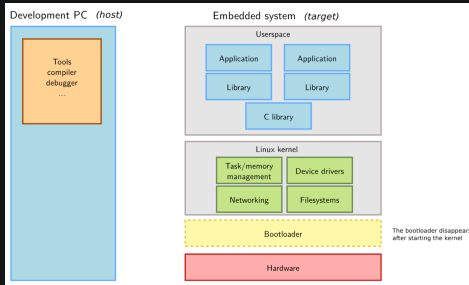 Development PC (host)
Tools
compiler
debugger
...
Embedded system (target)
Userspace
Application
Application
Library
Library
C library
Linux kernel
Task/memory
management
Device drivers
Networking
Filesystems
Bootloader
The bootloader disappears
after starting the kernel
Hardware